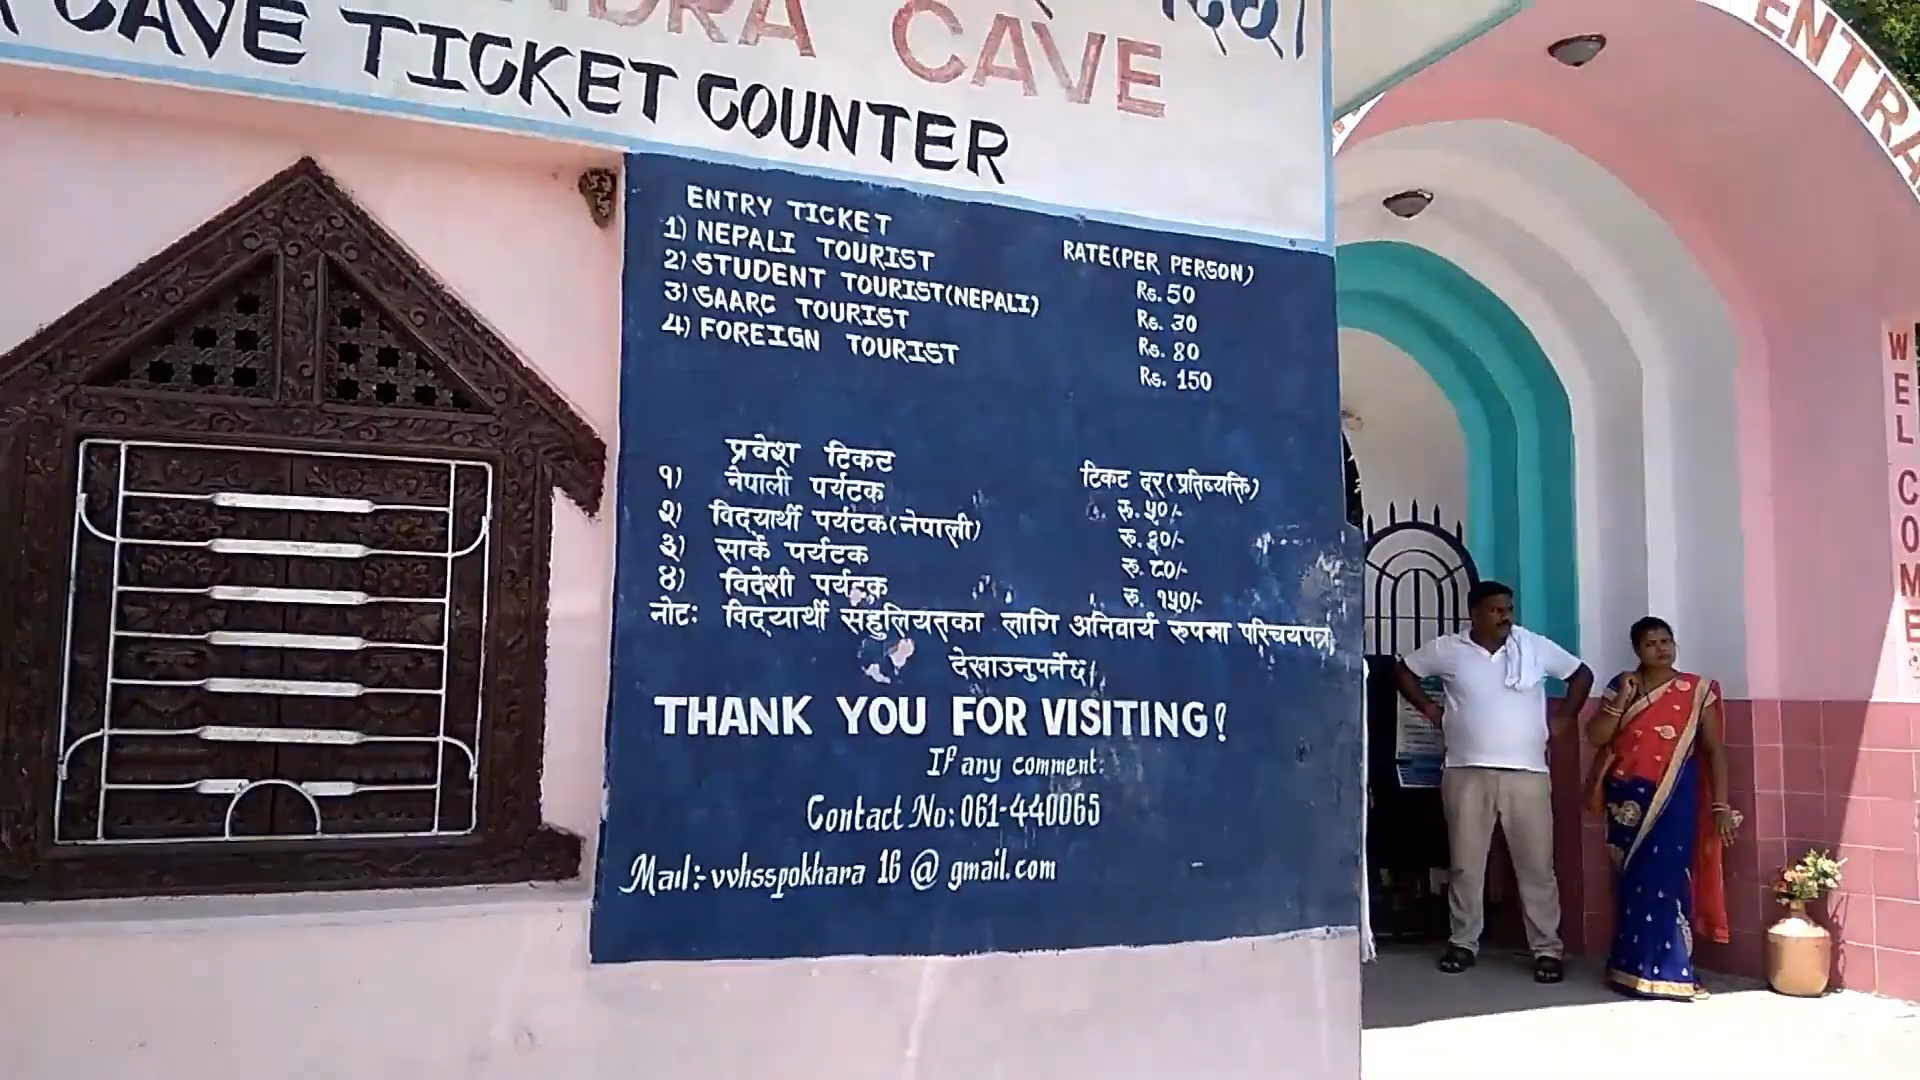 CAVE
CAVE TICKET COUNTER
ENTRY TICKET RATE(PER PERSON)
1) NEPALI TOURIST Rs. 50
2) STUDENT TOURIST(NEPALI) Rs. 30
3) SAARC TOURIST Rs. 80
4) FOREIGN TOURIST Rs. 150
प्रवेश टिकट टिकट दर(प्रतिव्यक्ति)
१) नेपाली पर्यटक रु. ५०/-
२) विद्यार्थी पर्यटक(नेपाली) रु. ३०/-
३) सार्क पर्यटक रु. ८०/-
४) विदेशी पर्यटक रु. १५०/-
नोट: विद्यार्थी सहुलियतका लागि अनिवार्य रुपमा परिचयपत्र
देखाउनुपर्नेछ।
THANK YOU FOR VISITING!
If any comment:
Contact No: 061-440065
Mail:- vvhsspokhara 16 @ gmail.com
WELCOME